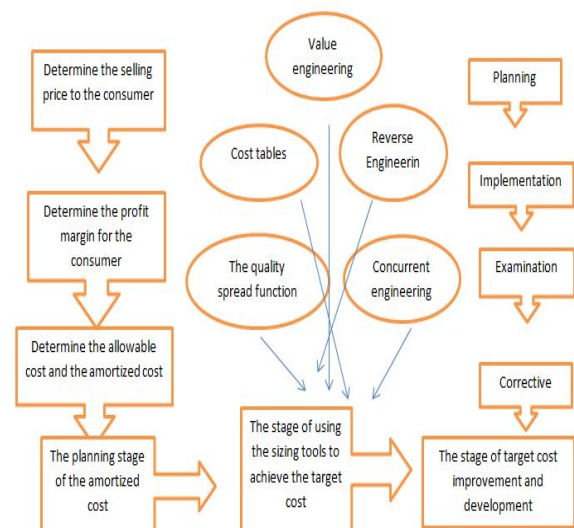 Determine the selling
price to the consumer
Determine the profit
margin for the
consumer
Determine the allowable
cost and the amortized cost
The planning stage
of the amortized
cost
Value
engineering
Cost tables
Reverse
Engineerin
The quality
spread function
Concurrent
engineering
The stage of using
the sizing tools to
achieve the target
cost
Planning
Implementation
Examination
Corrective
The stage of target cost
improvement and
development